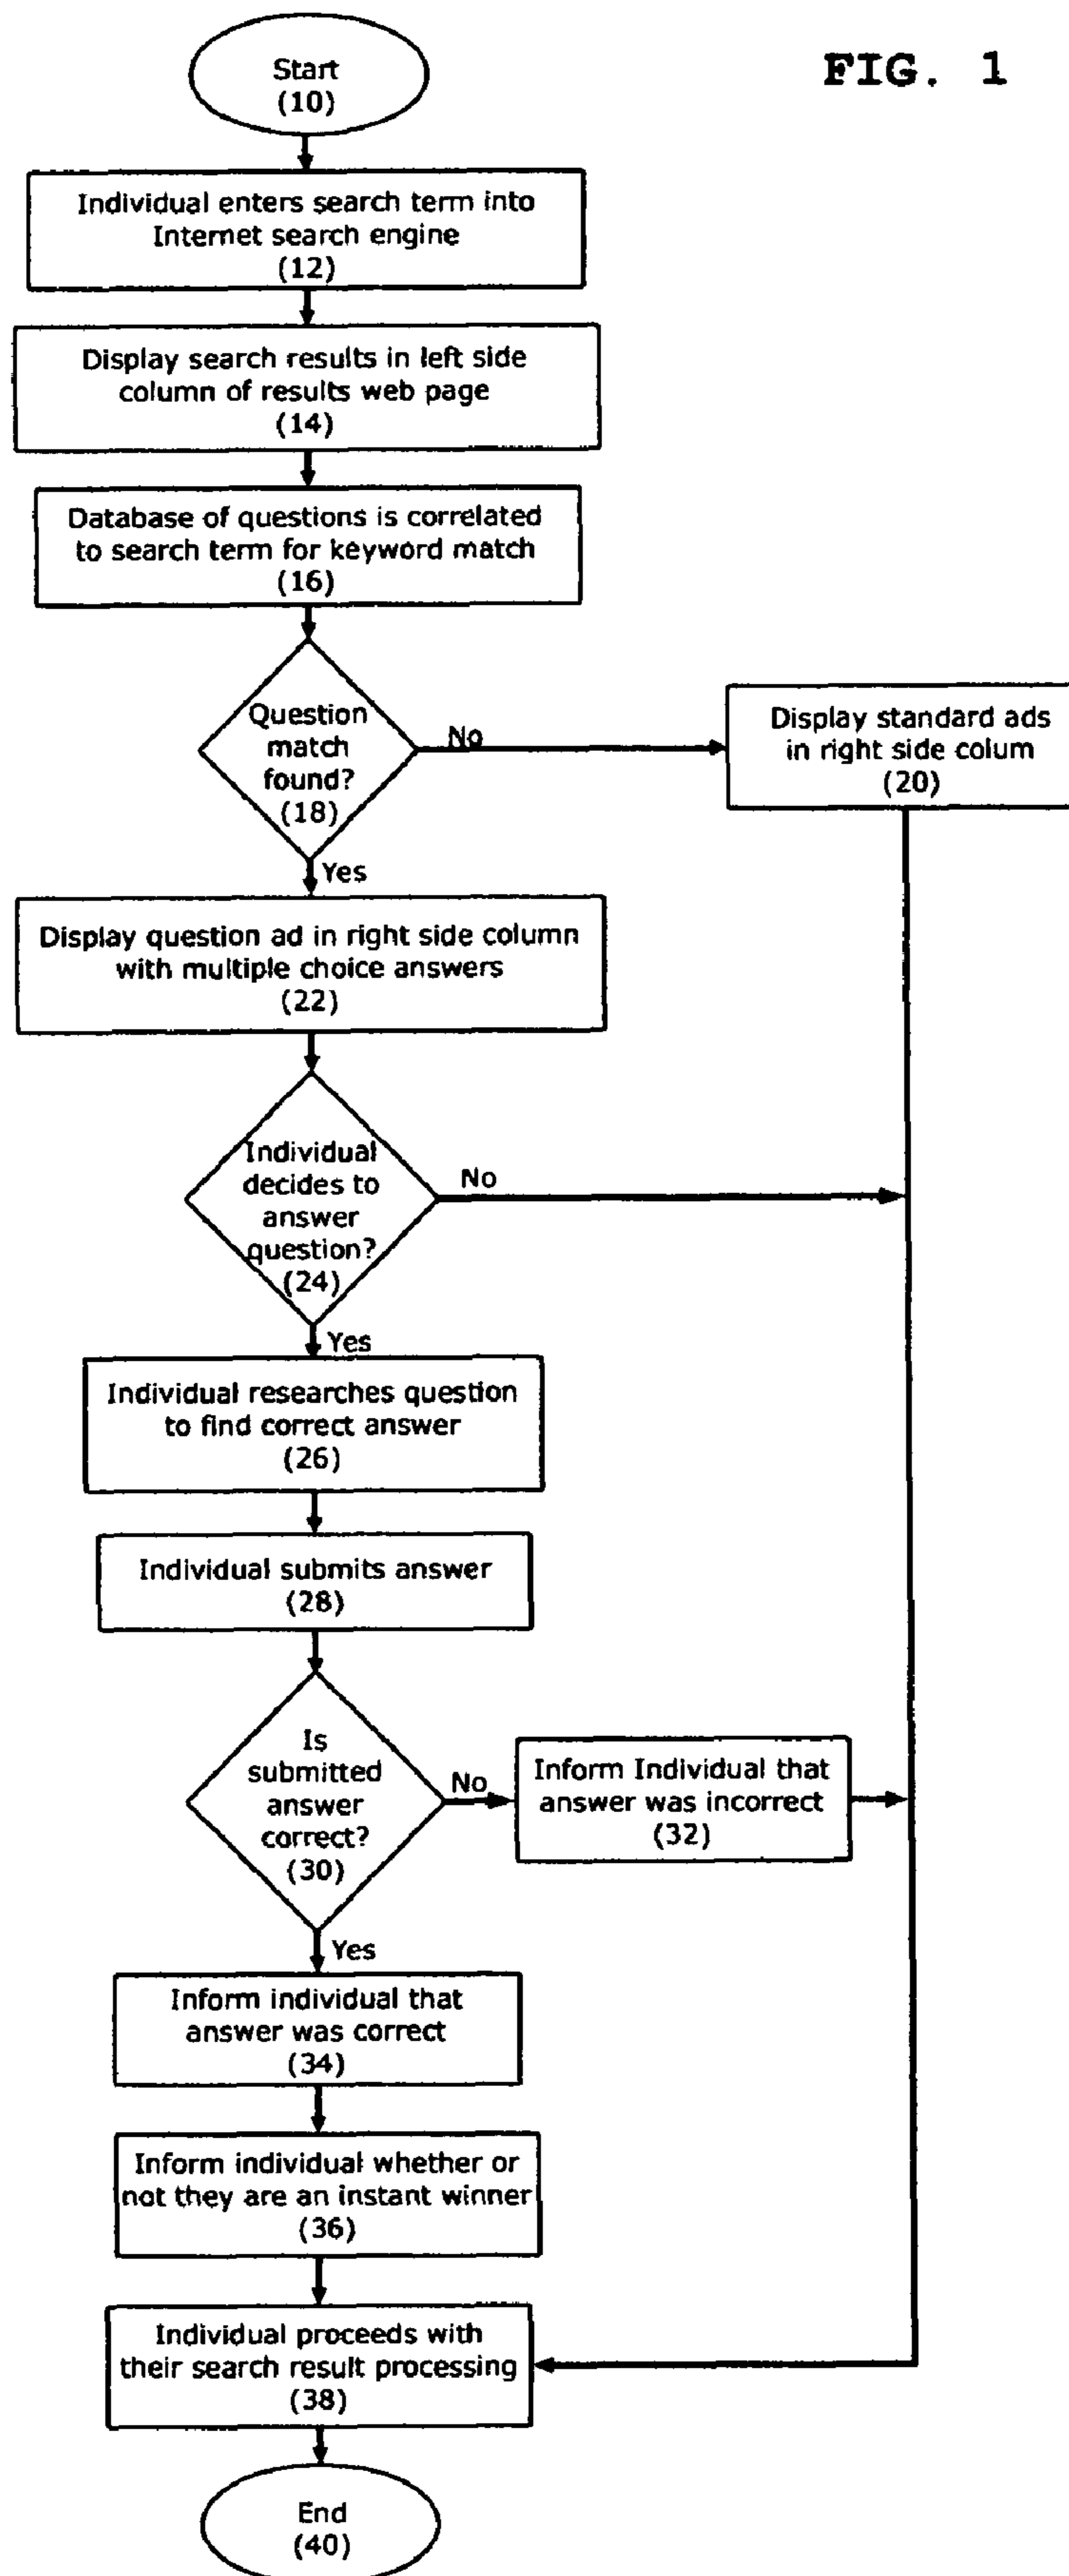 FIG. 1
Start
(10)
Individual enters search term into
Internet search engine
(12)
Display search results in left side
column of results web page
(14)
Database of questions is correlated
to search term for keyword match
(16)
Question
match
found?
(18)
No
Display standard ads
in right side colum
(20)
Yes
Display question ad in right side column
with multiple choice answers
(22)
Individual
decides to
answer
question?
(24)
No
Yes
Individual researches question
to find correct answer
(26)
Individual submits answer
(28)
Is
submitted
answer
correct?
(30)
No
Inform Individual that
answer was incorrect
(32)
Yes
Inform individual that
answer was correct
(34)
Inform individual whether or
not they are an instant winner
(36)
Individual proceeds with
their search result processing
(38)
End
(40)